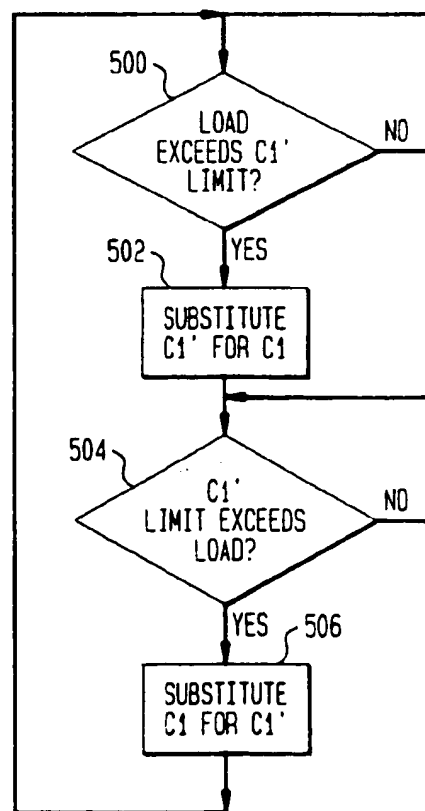 500
LOAD
EXCEEDS C1'
LIMIT?
NO
YES
502
SUBSTITUTE
C1' FOR C1
504
C1'
LIMIT EXCEEDS
LOAD?
NO
YES
506
SUBSTITUTE
C1 FOR C1'